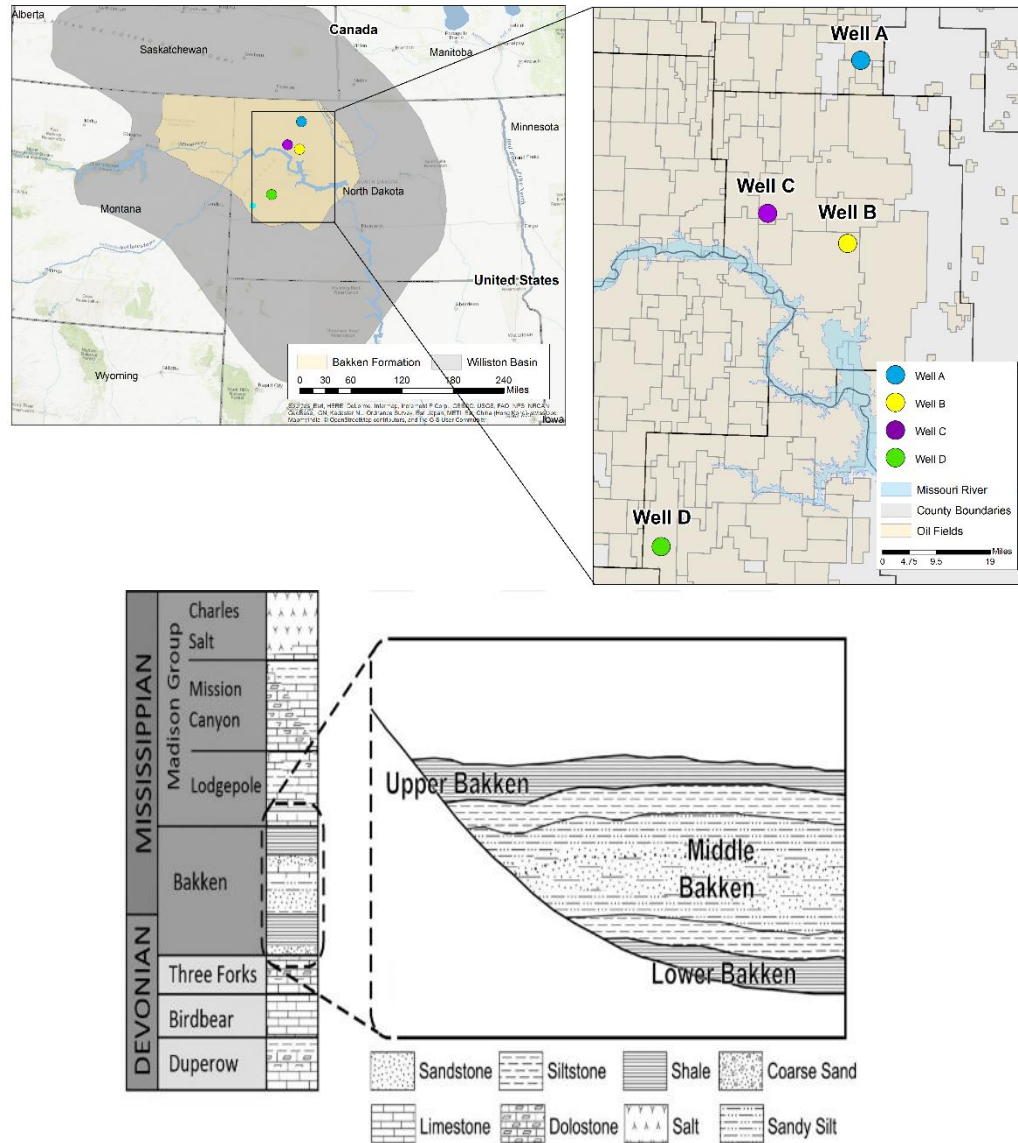 Canada
Saskatchewan
Manitoba
Minnesota
North Dakota
Montana
United States
Wyoming
Bakken Formation
Williston Basin
0 30 60 120 180 240
Miles
Iowa
Well A
Well C
Well B
Well D
Well A
Well B
Well C
Well D
Missouri River
County Boundaries
Oil Fields
Miles
0 4.75 9.5 19
MISSISSIPPIAN
DEVONIAN
Madison Group
Charles
Salt
Mission
Canyon
Lodgepole
Bakken
Three Forks
Birdbear
Duperow
Upper Bakken
Middle
Bakken
Lower Bakken
Sandstone
Siltstone
Shale
Coarse Sand
Limestone
Dolostone
Salt
Sandy Silt